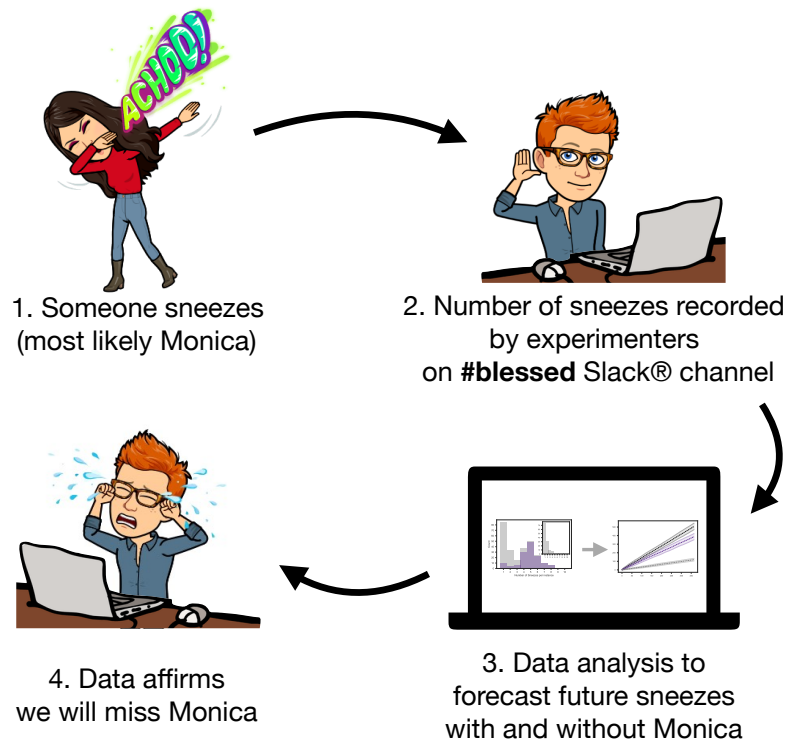 ACHOO!
1. Someone sneezes
(most likely Monica)
2. Number of sneezes recorded
by experimenters
on #blessed Slack® channel
4. Data affirms
we will miss Monica
3. Data analysis to
forecast future sneezes
with and without Monica